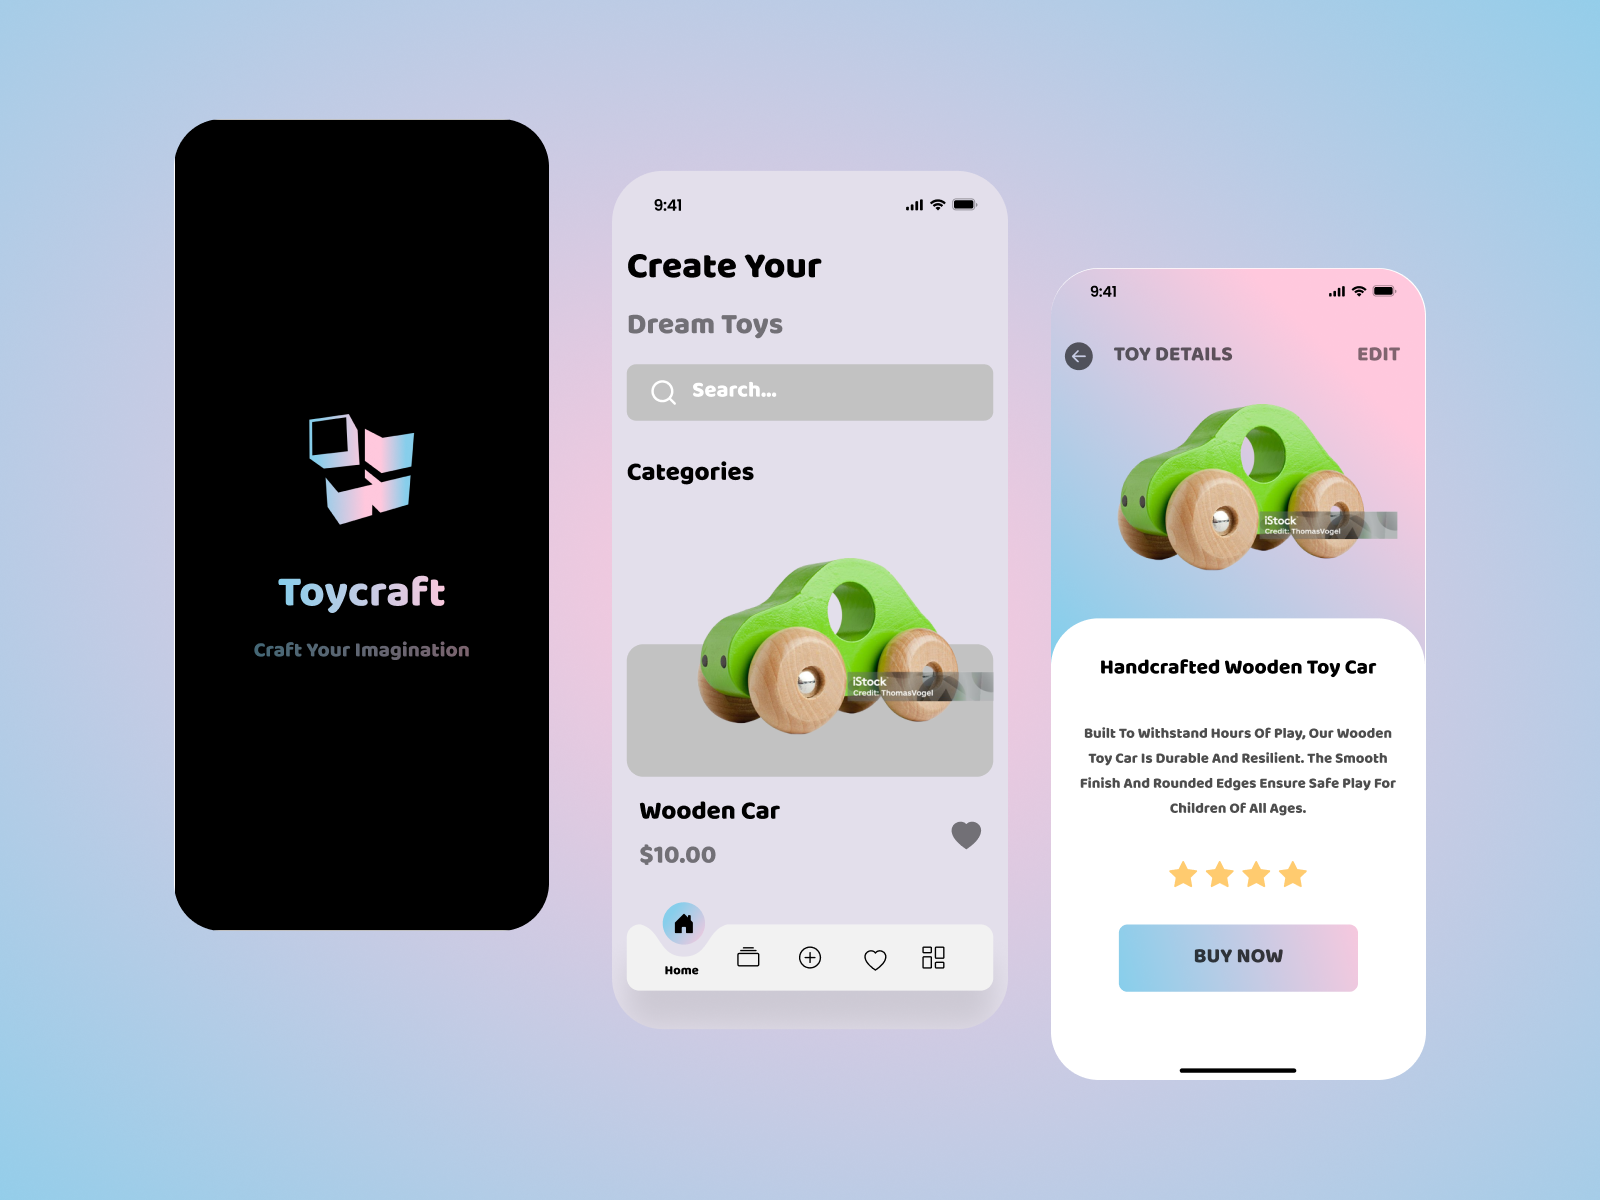 Toycraft
Craft Your Imagination
9:41
Create Your
Dream Toys
Search...
Categories
iStock
Credit: ThomasVogel
Wooden Car
$10.00
Home
9:41
TOY DETAILS
EDIT
iStock
Credit: ThomasVogel
Handcrafted Wooden Toy Car
Built To Withstand Hours Of Play, Our Wooden
Toy Car Is Durable And Resilient. The Smooth
Finish And Rounded Edges Ensure Safe Play For
Children Of All Ages.
BUY NOW